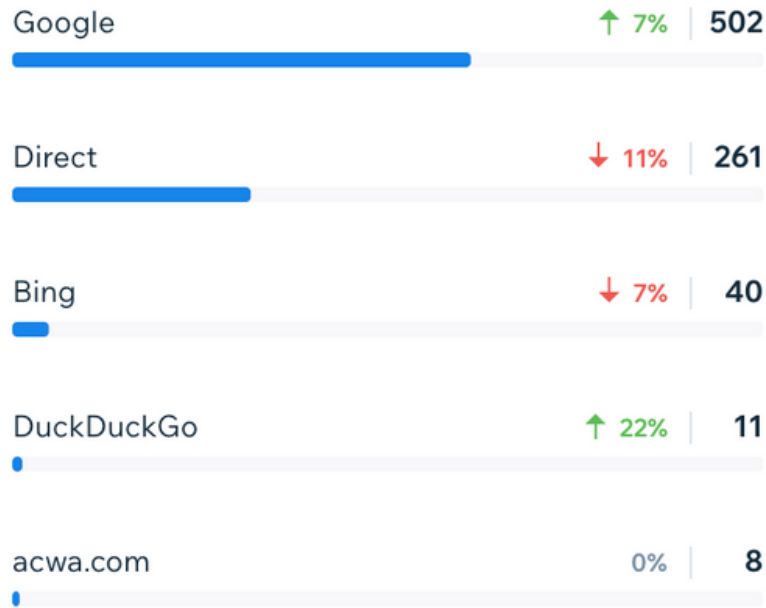 Google ↑ 7% 502
Direct ↓ 11% 261
Bing ↓ 7% 40
DuckDuckGo ↑ 22% 11
acwa.com 0% 8